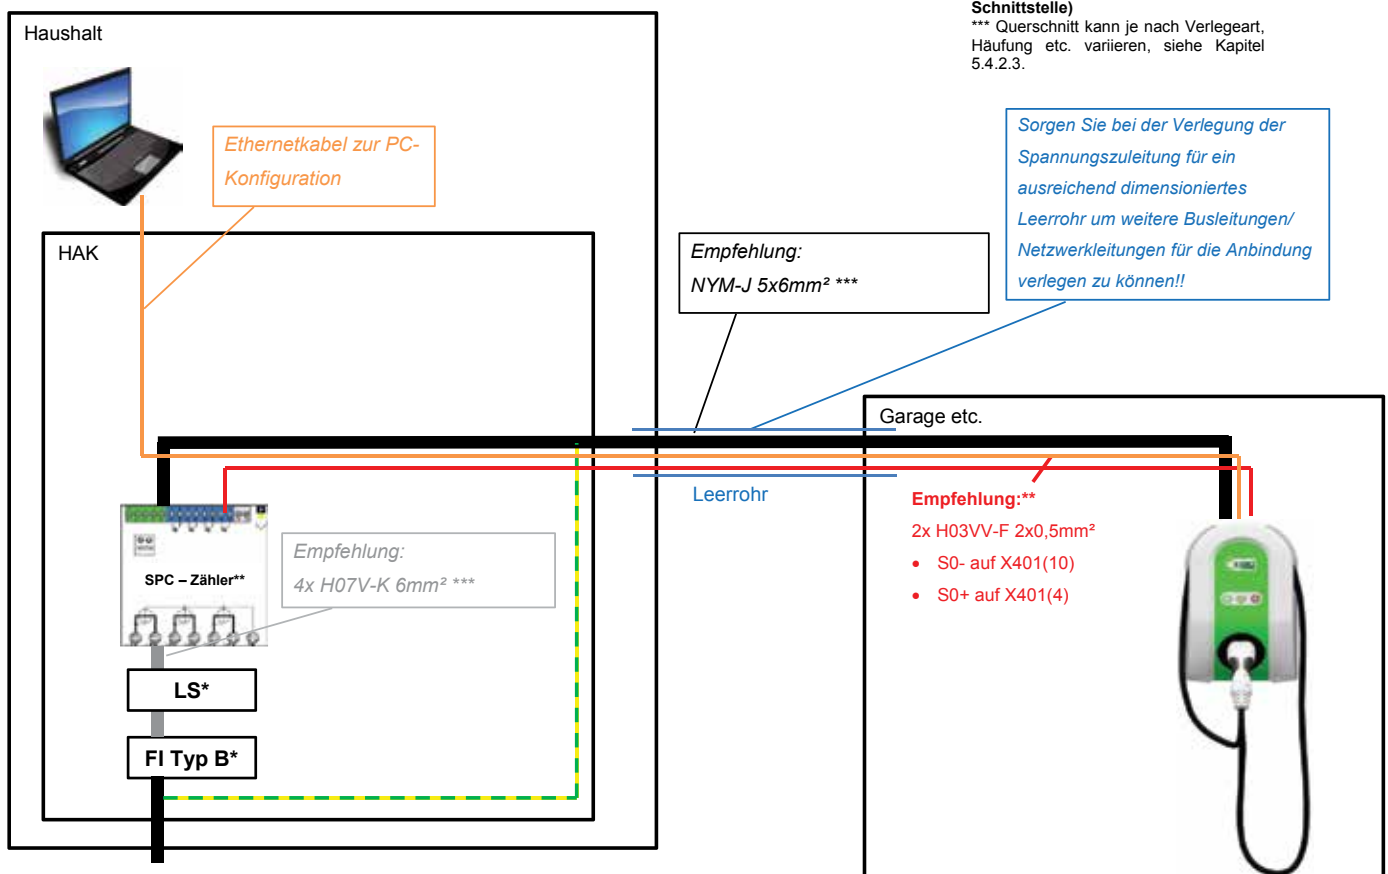 Schnittstelle)
*** Querschnitt kann je nach Verlegeart,
Häufung etc. variieren, siehe Kapitel
5.4.2.3.
Haushalt
Ethernetkabel zur PC-
Konfiguration
Sorgen Sie bei der Verlegung der
Spannungszuleitung für ein
ausreichend dimensioniertes
Leerrohr um weitere Busleitungen/
Netzwerkleitungen für die Anbindung
verlegen zu können!!
HAK
Empfehlung:
NYM-J 5x6mm² ***
Garage etc.
Leerrohr
Empfehlung:**
2x H03VV-F 2x0,5mm²
• S0- auf X401(10)
• S0+ auf X401(4)
Empfehlung:
4x H07V-K 6mm² ***
SPC – Zähler**
LS*
FI Typ B*